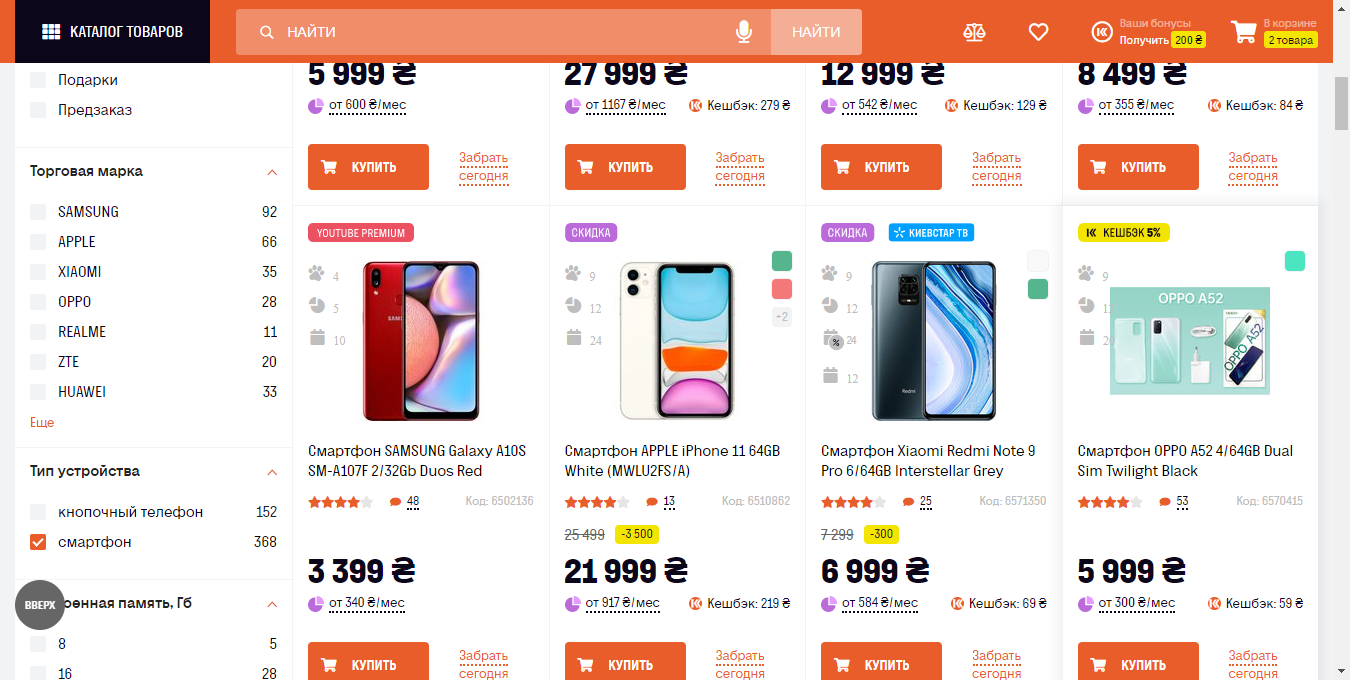 КАТАЛОГ ТОВАРОВ
НАЙТИ
НАЙТИ
Ваши бонусы
Получить 200 ₴
В корзине
2 товара
Подарки
Предзаказ
Торговая марка
SAMSUNG 92
APPLE 66
XIAOMI 35
OPPO 28
REALME 11
ZTE 20
HUAWEI 33
Еще
Тип устройства
кнопочный телефон 152
смартфон 368
ВВЕРХ
оенная память, Гб
8 5
16 28
5 999 ₴
от 600 ₴/мес
КУПИТЬ
Забрать
сегодня
27 999 ₴
от 1167 ₴/мес
Кешбэк: 279 ₴
КУПИТЬ
Забрать
сегодня
12 999 ₴
от 542 ₴/мес
Кешбэк: 129 ₴
КУПИТЬ
Забрать
сегодня
8 499 ₴
от 355 ₴/мес
Кешбэк: 84 ₴
КУПИТЬ
Забрать
сегодня
YOUTUBE PREMIUM
4
5
10
SAMS
Смартфон SAMSUNG Galaxy A10S
SM-A107F 2/32Gb Duos Red
48
Код: 6502136
3 399 ₴
от 340 ₴/мес
КУПИТЬ
Забрать
сегодня
СКИДКА
9
12
24
+2
Смартфон APPLE iPhone 11 64GB
White (MWLU2FS/A)
13
Код: 6510862
25 499 -3 500
21 999 ₴
от 917 ₴/мес
Кешбэк: 219 ₴
КУПИТЬ
Забрать
сегодня
СКИДКА
КИЕВСТАР ТВ
9
12
% 24
12
Redmi
Смартфон Xiaomi Redmi Note 9
Pro 6/64GB Interstellar Grey
25
Код: 6571350
7 299 -300
6 999 ₴
от 584 ₴/мес
Кешбэк: 69 ₴
КУПИТЬ
Забрать
сегодня
КЕШБЭК 5%
9
OPPO A52
OPPO A52
Смартфон OPPO A52 4/64GB Dual
Sim Twilight Black
53
Код: 6570415
5 999 ₴
от 300 ₴/мес
Кешбэк: 59 ₴
КУПИТЬ
Забрать
сегодня